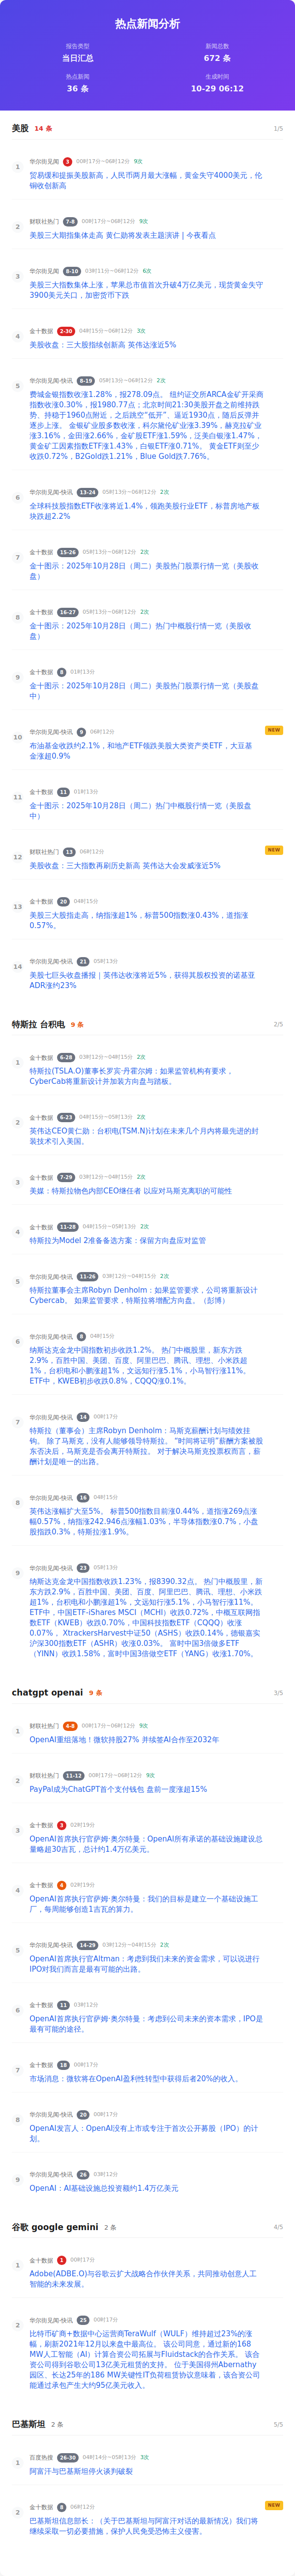 热点新闻分析
报告类型
新闻总数
当日汇总
672 条
热点新闻
生成时间
36 条
10-29 06:12
美股 14 条
1/5
1
华尔街见闻 3 00时17分~06时12分 9次
贸易缓和提振美股新高，人民币两月最大涨幅，黄金失守4000美元，伦
铜收创新高
2
财联社热门 7-8 00时17分~06时12分 9次
美股三大期指集体走高 黄仁勋将发表主题演讲 | 今夜看点
3
华尔街见闻 8-10 03时11分~06时12分 6次
美股三大指数集体上涨，苹果总市值首次升破4万亿美元，现货黄金失守
3900美元关口，加密货币下跌
4
金十数据 2-30 04时15分~06时12分 3次
美股收盘：三大股指续创新高 英伟达涨近5%
5
华尔街见闻-快讯 8-19 05时13分~06时12分 2次
费城金银指数收涨1.28%，报278.09点。 纽约证交所ARCA金矿开采商
指数收涨0.30%，报1980.77点；北京时间21:30美股开盘之前维持跌
势、持稳于1960点附近，之后跳空“低开”、逼近1930点，随后反弹并
逐步上涨。 金银矿业股多数收涨，科尔黛伦矿业涨3.39%，赫克拉矿业
涨3.16%，金田涨2.66%，金矿股ETF涨1.59%，泛美白银涨1.47%，
黄金矿工因素指数ETF涨1.43%，白银ETF涨0.71%。 黄金ETF则至少
收跌0.72%，B2Gold跌1.21%，Blue Gold跌7.76%。
6
华尔街见闻-快讯 13-24 05时13分~06时12分 2次
全球科技股指数ETF收涨将近1.4%，领跑美股行业ETF，标普房地产板
块跌超2.2%
7
金十数据 15-26 05时13分~06时12分 2次
金十图示：2025年10月28日（周二）美股热门股票行情一览（美股收
盘）
8
金十数据 16-27 05时13分~06时12分 2次
金十图示：2025年10月28日（周二）热门中概股行情一览（美股收
盘）
9
金十数据 8 01时13分
金十图示：2025年10月28日（周二）美股热门股票行情一览（美股盘
中）
10
华尔街见闻-快讯 9 06时12分
NEW
布油基金收跌约2.1%，和地产ETF领跌美股大类资产类ETF，大豆基
金涨超0.9%
11
金十数据 11 01时13分
金十图示：2025年10月28日（周二）热门中概股行情一览（美股盘
中）
12
财联社热门 13 06时12分
NEW
美股收盘：三大指数再刷历史新高 英伟达大会发威涨近5%
13
金十数据 20 04时15分
美股三大股指走高，纳指涨超1%，标普500指数涨0.43%，道指涨
0.57%。
14
华尔街见闻-快讯 21 05时13分
美股七巨头收盘播报｜英伟达收涨将近5%，获得其股权投资的诺基亚
ADR涨约23%
特斯拉 台积电 9 条
2/5
1
金十数据 6-28 03时12分~04时15分 2次
特斯拉(TSLA.O)董事长罗宾·丹霍尔姆：如果监管机构有要求，
CyberCab将重新设计并加装方向盘与踏板。
2
金十数据 6-23 04时15分~05时13分 2次
英伟达CEO黄仁勋：台积电(TSM.N)计划在未来几个月内将最先进的封
装技术引入美国。
3
金十数据 7-29 03时12分~04时15分 2次
美媒：特斯拉物色内部CEO继任者 以应对马斯克离职的可能性
4
金十数据 11-28 04时15分~05时13分 2次
特斯拉为Model 2准备备选方案：保留方向盘应对监管
5
华尔街见闻-快讯 11-26 03时12分~04时15分 2次
特斯拉董事会主席Robyn Denholm：如果监管要求，公司将重新设计
Cybercab。 如果监管要求，特斯拉将增配方向盘。（彭博）
6
华尔街见闻-快讯 8 04时15分
纳斯达克金龙中国指数初步收跌1.2%。 热门中概股里，新东方跌
2.9%，百胜中国、美团、百度、阿里巴巴、腾讯、理想、小米跌超
1%，台积电和小鹏涨超1%，文远知行涨5.1%，小马智行涨11%。
ETF中，KWEB初步收跌0.8%，CQQQ涨0.1%。
7
华尔街见闻-快讯 14 00时17分
特斯拉（董事会）主席Robyn Denholm：马斯克薪酬计划与绩效挂
钩。 除了马斯克，没有人能够领导特斯拉。 “时间将证明”薪酬方案被股
东否决后，马斯克是否会离开特斯拉。 对于解决马斯克投票权而言，薪
酬计划是唯一的出路。
8
华尔街见闻-快讯 16 04时15分
英伟达涨幅扩大至5%。 标普500指数目前涨0.44%，道指涨269点涨
幅0.57%，纳指涨242.946点涨幅1.03%，半导体指数涨0.7%，小盘
股指跌0.3%，特斯拉涨1.9%。
9
华尔街见闻-快讯 23 05时13分
纳斯达克金龙中国指数收跌1.23%，报8390.32点。 热门中概股里，新
东方跌2.9%，百胜中国、美团、百度、阿里巴巴、腾讯、理想、小米跌
超1%，台积电和小鹏涨超1%，文远知行涨5.1%，小马智行涨11%。
ETF中，中国ETF-iShares MSCI（MCHI）收跌0.72%，中概互联网指
数ETF（KWEB）收跌0.70%，中国科技指数ETF（CQQQ）收涨
0.07% 。XtrackersHarvest中证50（ASHS）收跌0.14%，德银嘉实
沪深300指数ETF（ASHR）收涨0.03%。 富时中国3倍做多ETF
（YINN）收跌1.58%，富时中国3倍做空ETF（YANG）收涨1.70%。
chatgpt openai 9 条
3/5
1
财联社热门 4-8 00时17分~06时12分 9次
OpenAI重组落地！微软持股27% 并续签AI合作至2032年
2
财联社热门 11-12 00时17分~06时12分 9次
PayPal成为ChatGPT首个支付钱包 盘前一度涨超15%
3
金十数据 3 02时19分
OpenAI首席执行官萨姆·奥尔特曼：OpenAI所有承诺的基础设施建设总
量略超30吉瓦，总计约1.4万亿美元。
4
金十数据 4 02时19分
OpenAI首席执行官萨姆·奥尔特曼：我们的目标是建立一个基础设施工
厂，每周能够创造1吉瓦的算力。
5
华尔街见闻-快讯 14-29 03时12分~04时15分 2次
OpenAI首席执行官Altman：考虑到我们未来的资金需求，可以说进行
IPO对我们而言是最有可能的出路。
6
金十数据 11 03时12分
OpenAI首席执行官萨姆·奥尔特曼：考虑到公司未来的资本需求，IPO是
最有可能的途径。
7
金十数据 18 00时17分
市场消息：微软将在OpenAI盈利性转型中获得后者20%的收入。
8
华尔街见闻-快讯 20 00时17分
OpenAI发言人：OpenAI没有上市或专注于首次公开募股（IPO）的计
划。
9
华尔街见闻-快讯 26 03时12分
OpenAI：AI基础设施总投资额约1.4万亿美元
谷歌 google gemini 2 条
4/5
1
金十数据 1 00时17分
Adobe(ADBE.O)与谷歌云扩大战略合作伙伴关系，共同推动创意人工
智能的未来发展。
2
华尔街见闻-快讯 25 00时17分
比特币矿商+数据中心运营商TeraWulf（WULF）维持超过23%的涨
幅，刷新2021年12月以来盘中最高位。 该公司同意，通过新的168
MW人工智能（AI）计算合资公司拓展与Fluidstack的合作关系。 该合
资公司得到谷歌公司13亿美元租赁的支持。 位于美国得州Abernathy
园区、长达25年的186 MW关键性IT负荷租赁协议意味着，该合资公司
能通过承包产生大约95亿美元收入。
巴基斯坦 2 条
5/5
1
百度热搜 26-30 04时14分~05时13分 3次
阿富汗与巴基斯坦停火谈判破裂
2
金十数据 8 06时12分
NEW
巴基斯坦信息部长：（关于巴基斯坦与阿富汗对话的最新情况）我们将
继续采取一切必要措施，保护人民免受恐怖主义侵害。